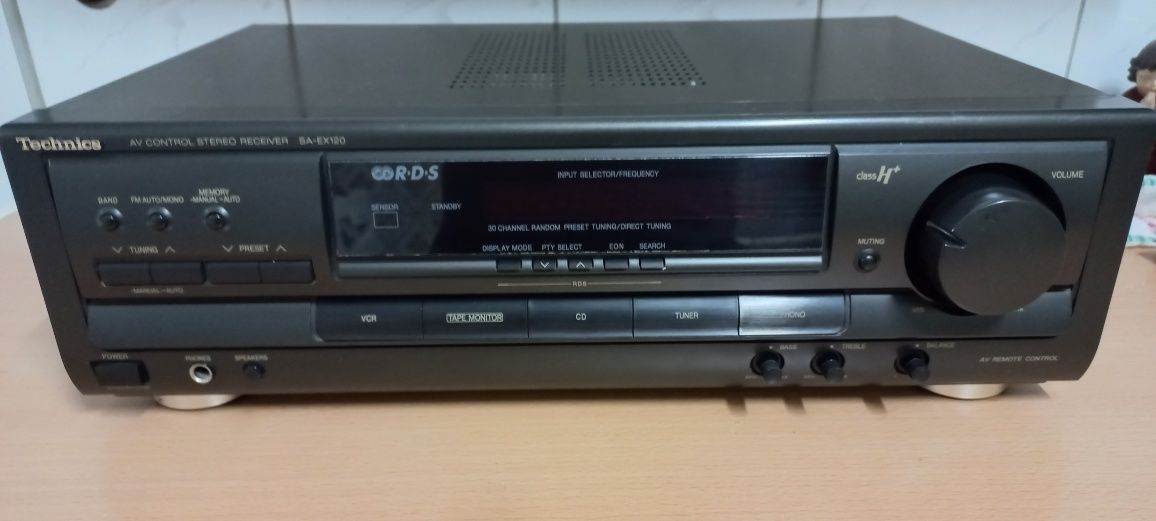 Technics
AV CONTROL STEREO RECEIVER SA-EX120
R·D·S
INPUT SELECTOR/FREQUENCY
class H+
VOLUME
BAND
FM AUTO/MONO
MEMORY
-MANUAL -AUTO
SENSOR
STANDBY
30 CHANNEL RANDOM PRESET TUNING/DIRECT TUNING
TUNING
PRESET
DISPLAY MODE
PTY SELECT
EON
SEARCH
MUTING
-MANUAL -AUTO
RDS
VCR
TAPE MONITOR
CD
TUNER
PHONO
POWER
PHONES
SPEAKERS
BASS
TREBLE
BALANCE
AV REMOTE CONTROL